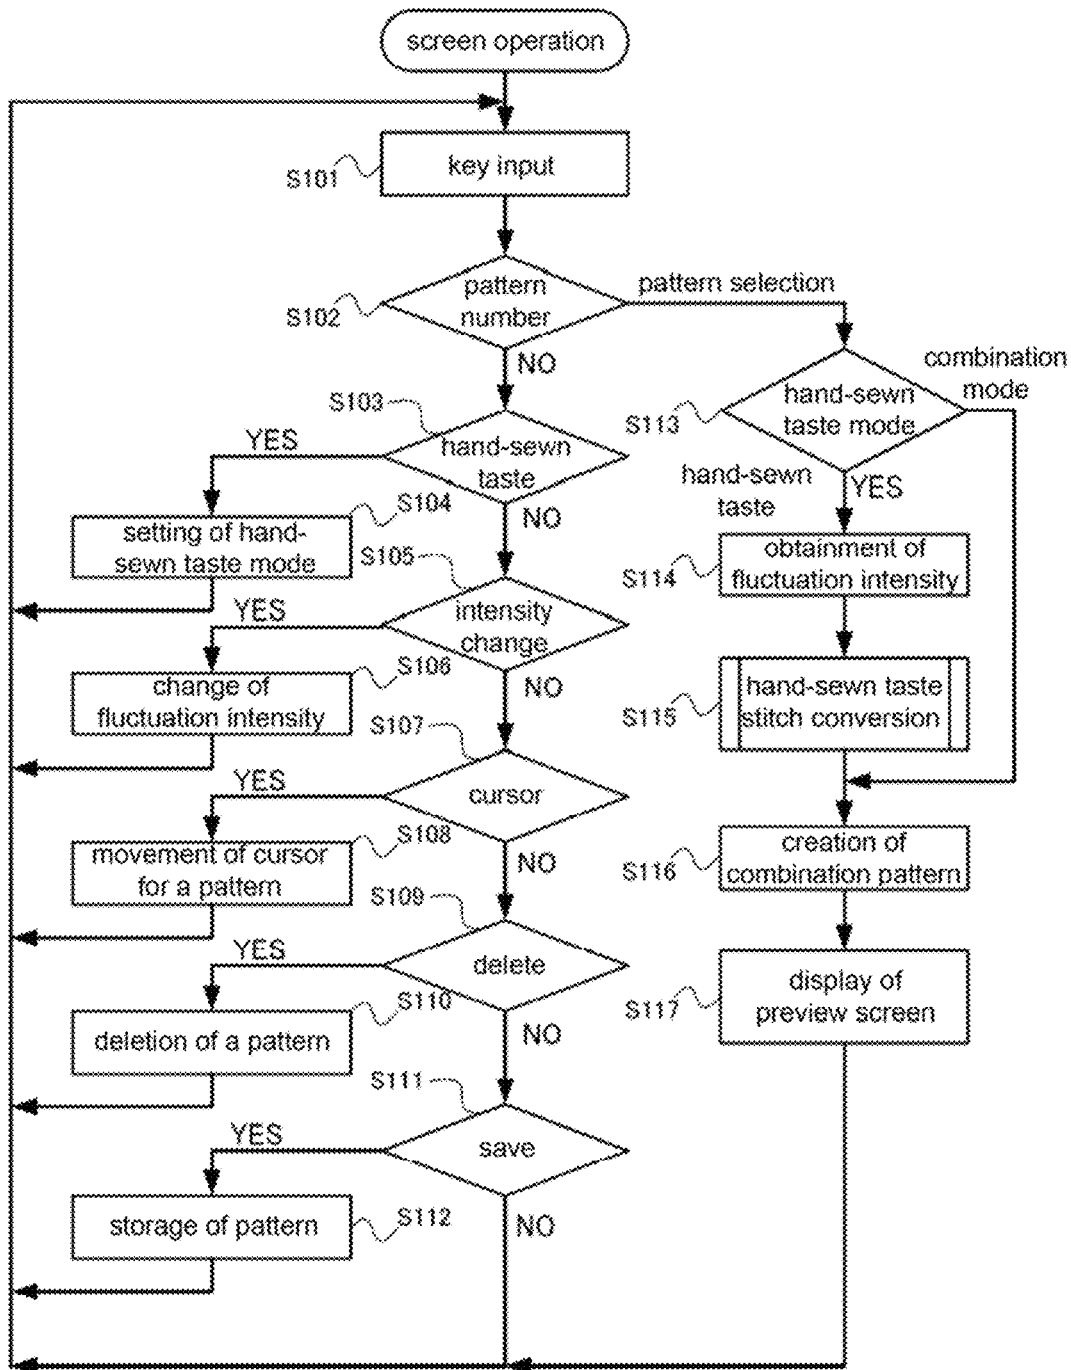 screen operation
S101
key input
S102
pattern
number
pattern selection
NO
S113
hand-sewn
taste mode
combination
mode
S103
hand-sewn
taste
YES
NO
S104
setting of hand-
sewn taste mode
hand-sewn
taste
YES
S114
obtainment of
fluctuation intensity
S105
intensity
change
YES
NO
S106
change of
fluctuation intensity
S115
hand-sewn taste
stitch conversion
S107
cursor
YES
NO
S108
movement of cursor
for a pattern
S116
creation of
combination pattern
S109
delete
YES
NO
S110
deletion of a pattern
S117
display of
preview screen
S111
save
YES
NO
S112
storage of pattern